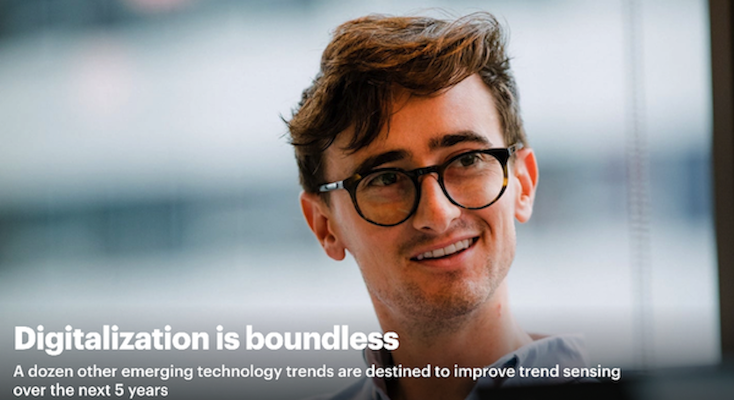 Digitalization is boundless
A dozen other emerging technology trends are destined to improve trend sensing
over the next 5 years